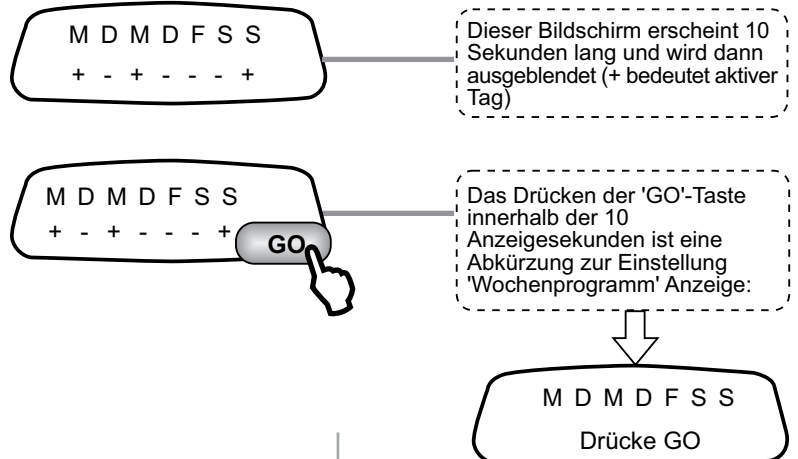 M D M D F S S
+ - + - - - +
Dieser Bildschirm erscheint 10
Sekunden lang und wird dann
ausgeblendet (+ bedeutet aktiver
Tag)
M D M D F S S
+ - + - - - +
GO
Das Drücken der 'GO'-Taste
innerhalb der 10
Anzeigesekunden ist eine
Abkürzung zur Einstellung
'Wochenprogramm' Anzeige:
M D M D F S S
Drücke GO